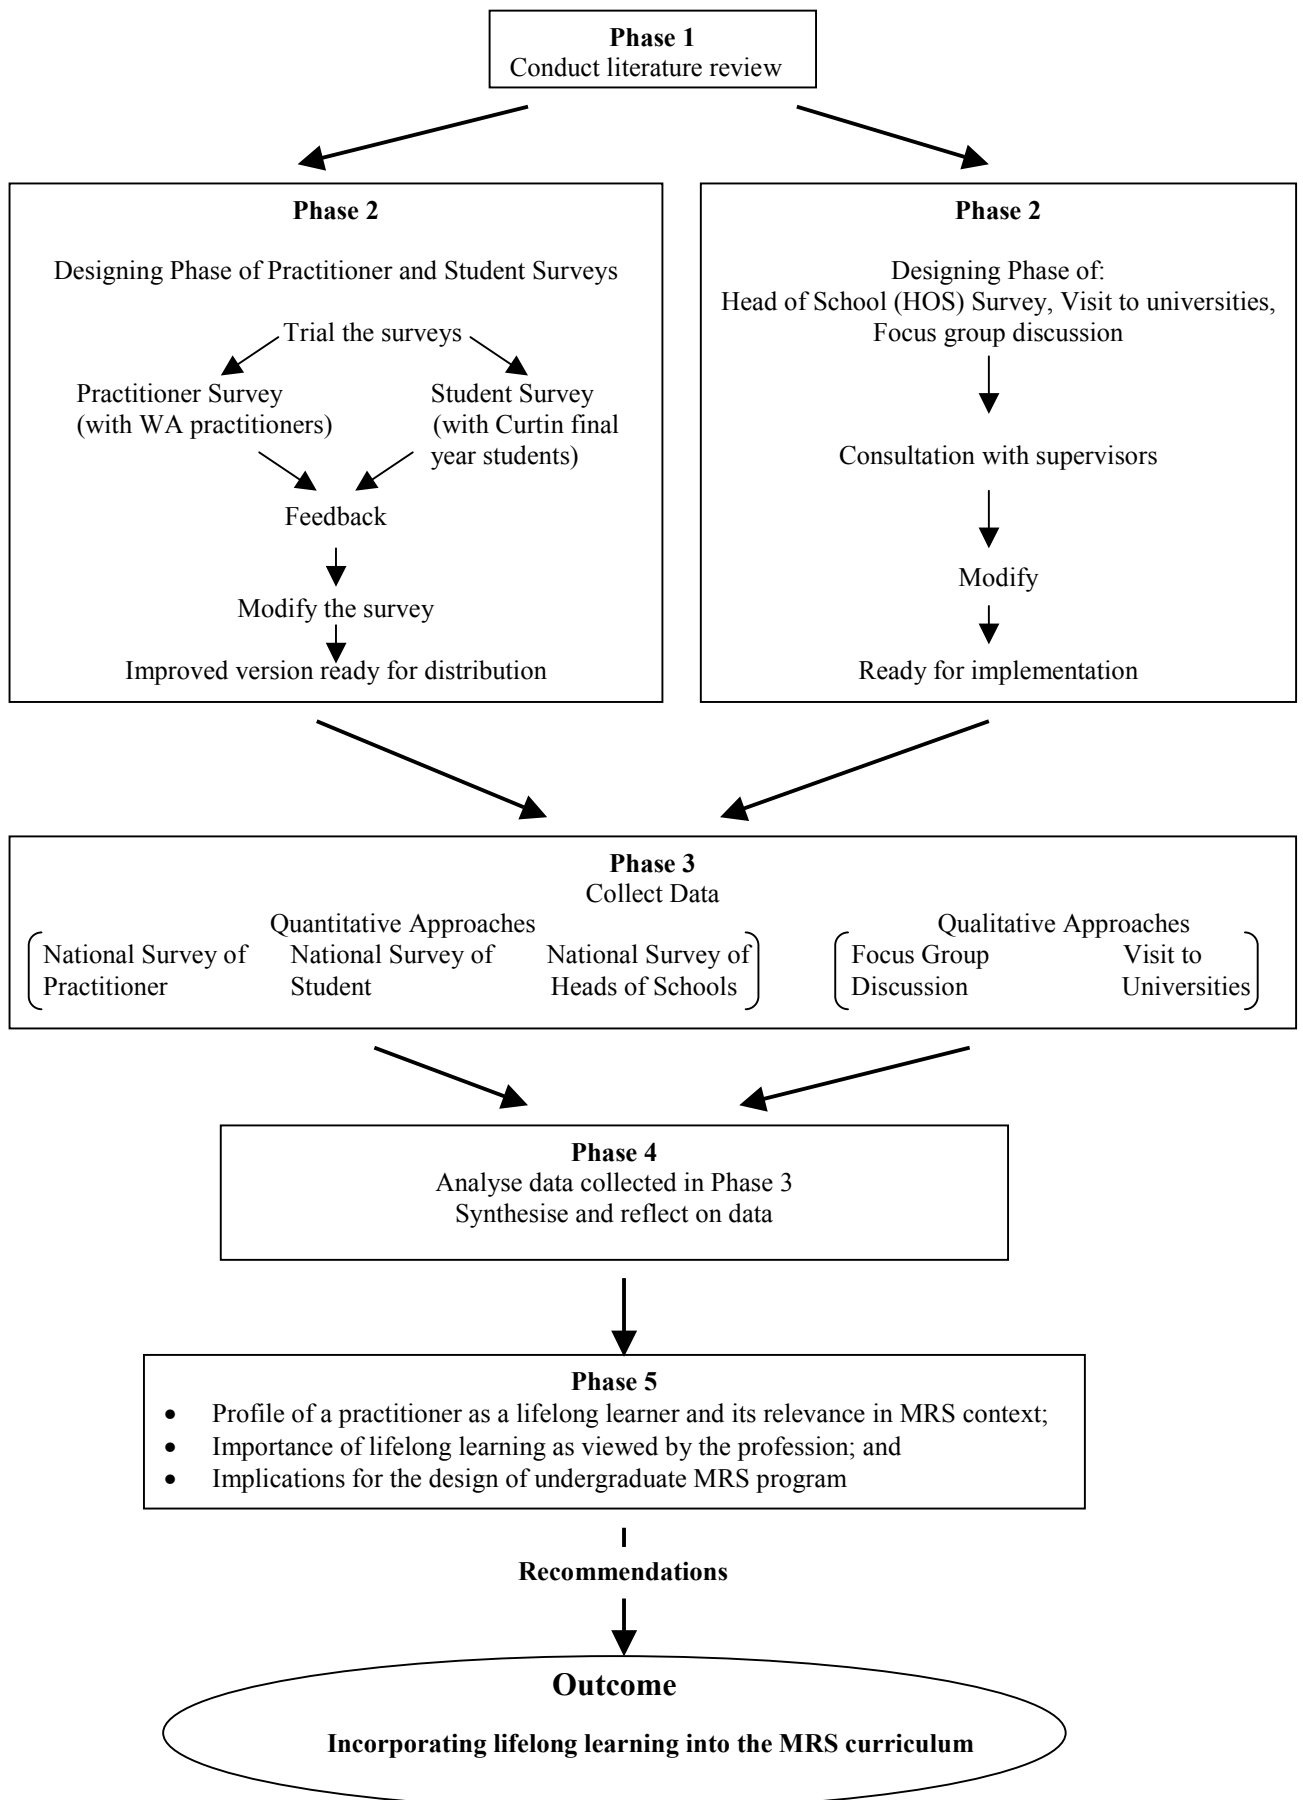 Phase 1
Conduct literature review
Phase 2
Designing Phase of Practitioner and Student Surveys
Trial the surveys
Practitioner Survey
(with WA practitioners)
Student Survey
(with Curtin final
year students)
Feedback
Modify the survey
Improved version ready for distribution
Phase 2
Designing Phase of:
Head of School (HOS) Survey, Visit to universities,
Focus group discussion
Consultation with supervisors
Modify
Ready for implementation
Phase 3
Collect Data
Quantitative Approaches
National Survey of
Practitioner
National Survey of
Student
National Survey of
Heads of Schools
Qualitative Approaches
Focus Group
Discussion
Visit to
Universities
Phase 4
Analyse data collected in Phase 3
Synthesise and reflect on data
Phase 5
• Profile of a practitioner as a lifelong learner and its relevance in MRS context;
• Importance of lifelong learning as viewed by the profession; and
• Implications for the design of undergraduate MRS program
Recommendations
Outcome
Incorporating lifelong learning into the MRS curriculum